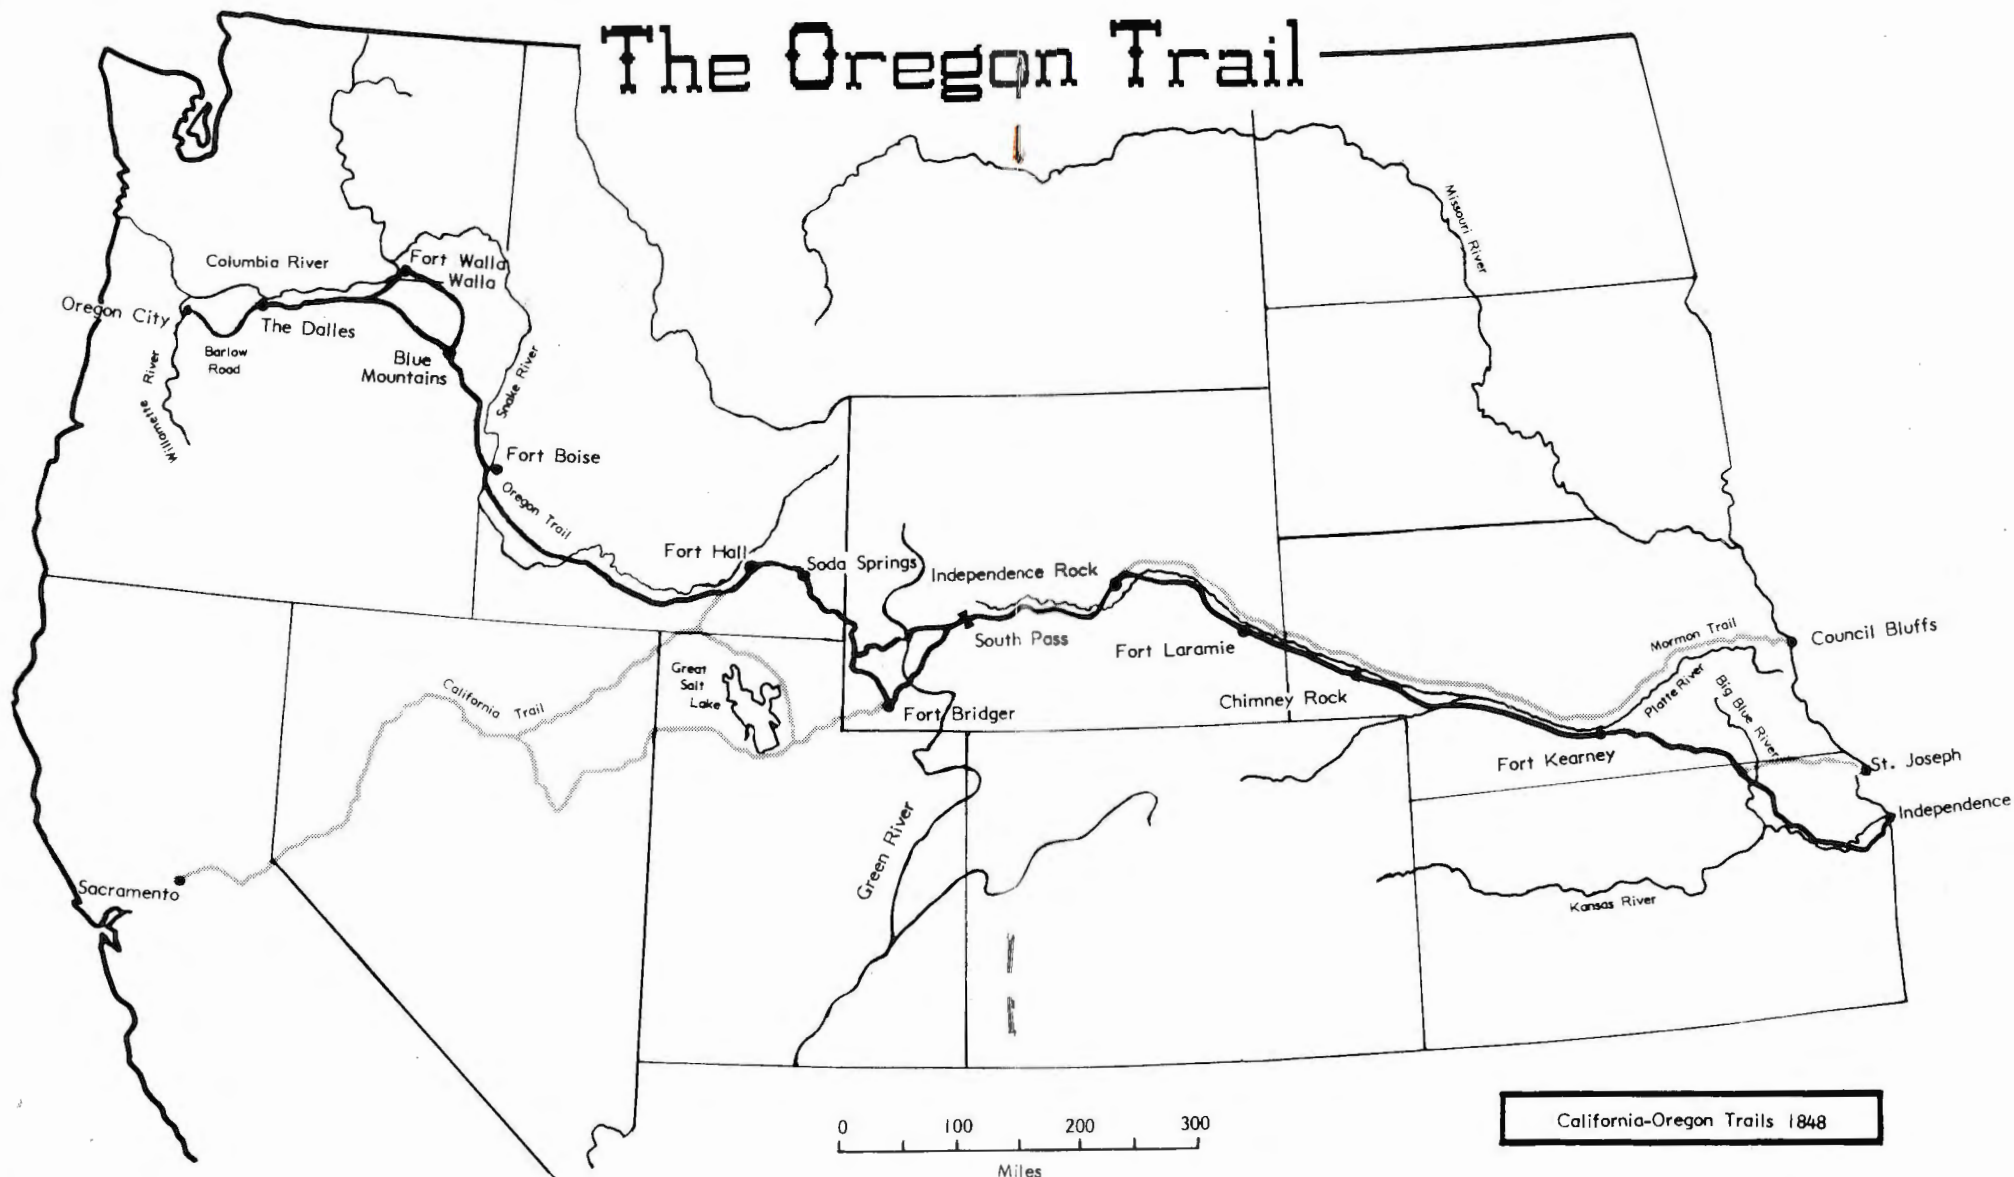 The Oregon Trail
Missouri River
Columbia River
Fort Walla
Walla
Oregon City
The Dalles
Barlow
Road
Blue
Mountains
Willamette River
Snake River
Fort Boise
Oregon Trail
Fort Hall
Soda Springs
Independence Rock
South Pass
Fort Laramie
Mormon Trail
Council Bluffs
Great
Salt
Lake
California Trail
Fort Bridger
Chimney Rock
Platte River
Big Blue River
Fort Kearney
St. Joseph
Independence
Green River
Sacramento
Kansas River
0 100 200 300
Miles
California-Oregon Trails 1848